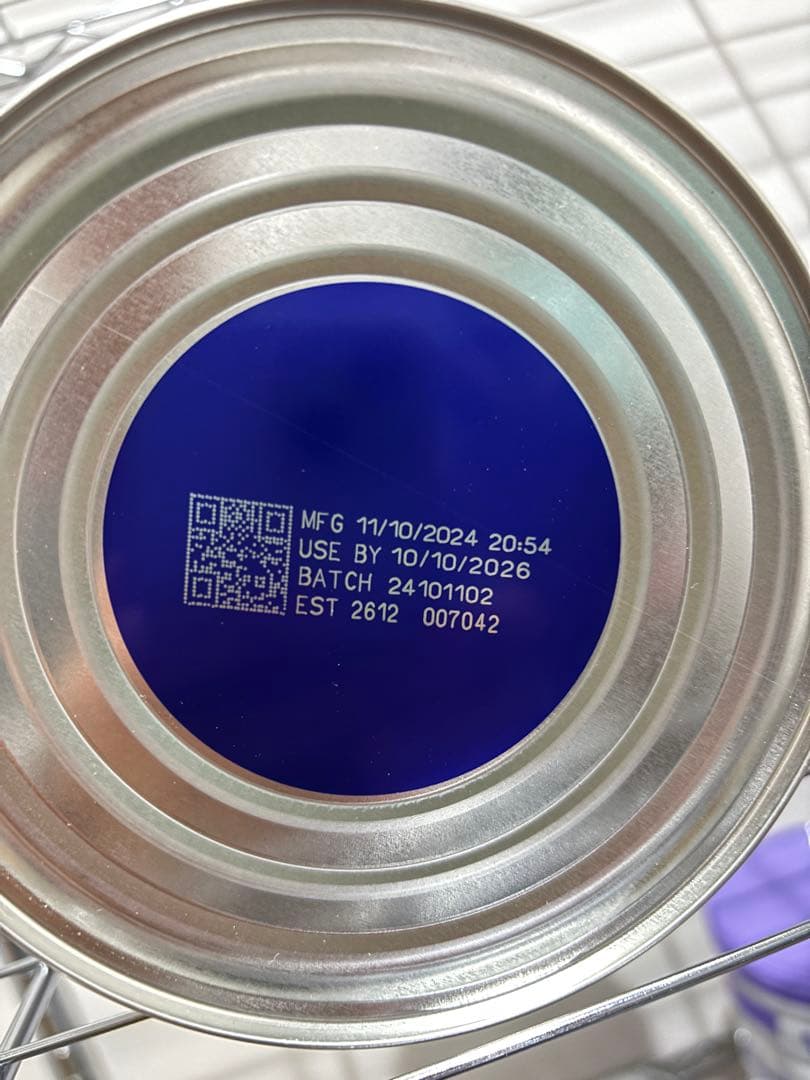 MFG 11/10/2024 20:54
USE BY 10/10/2026
BATCH 24101102
EST 2612 007042